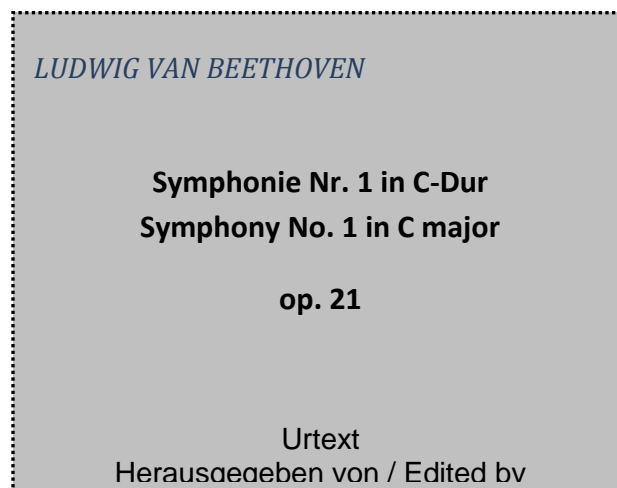 LUDWIG VAN BEETHOVEN
Symphonie Nr. 1 in C-Dur
Symphony No. 1 in C major
op. 21
Urtext
Herausgegeben von / Edited by